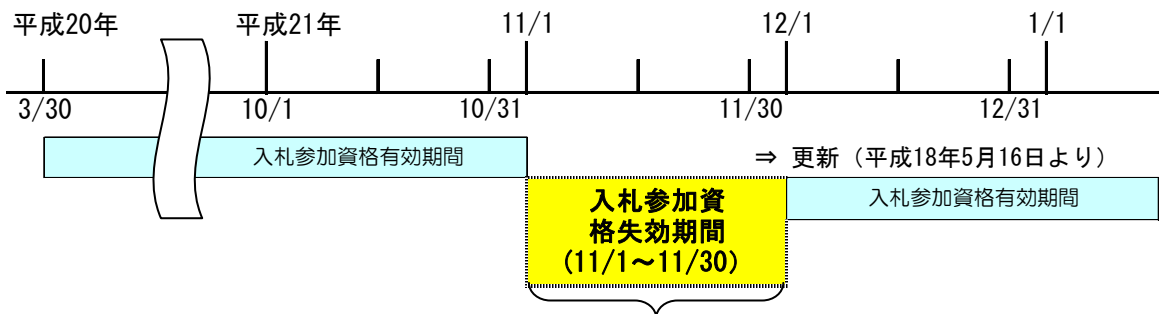 平成20年 平成21年 11/1 12/1 1/1
3/30 10/1 10/31 11/30 12/31
入札参加資格有効期間 ⇒ 更新（平成18年5月16日より）
入札参加資
格失効期間
(11/1～11/30)
入札参加資格有効期間